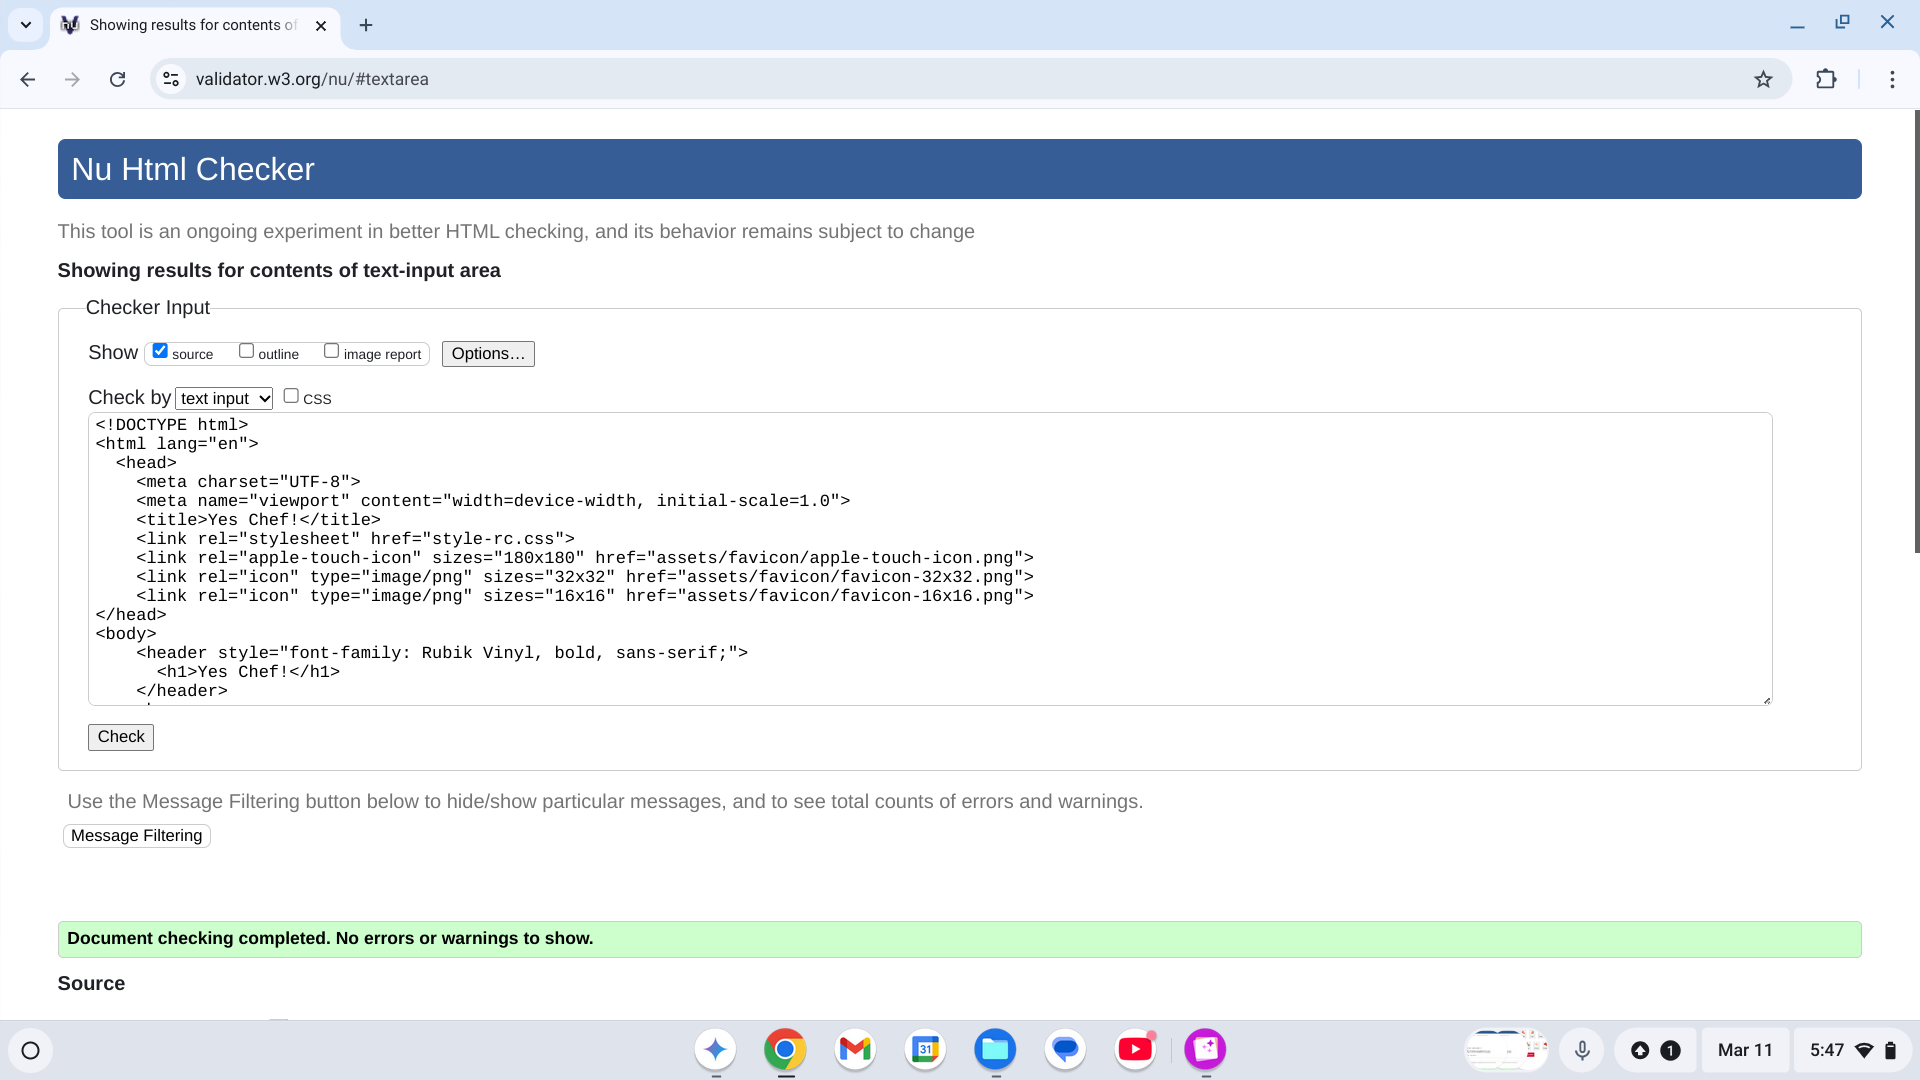 Showing results for contents of
validator.w3.org/nu/#textarea
Nu Html Checker
This tool is an ongoing experiment in better HTML checking, and its behavior remains subject to change
Showing results for contents of text-input area
Checker Input
Show source outline image report Options…
Check by text input CSS
<!DOCTYPE html>
<html lang="en">
  <head>
    <meta charset="UTF-8">
    <meta name="viewport" content="width=device-width, initial-scale=1.0">
    <title>Yes Chef!</title>
    <link rel="stylesheet" href="style-rc.css">
    <link rel="apple-touch-icon" sizes="180x180" href="assets/favicon/apple-touch-icon.png">
    <link rel="icon" type="image/png" sizes="32x32" href="assets/favicon/favicon-32x32.png">
    <link rel="icon" type="image/png" sizes="16x16" href="assets/favicon/favicon-16x16.png">
</head>
<body>
    <header style="font-family: Rubik Vinyl, bold, sans-serif;">
      <h1>Yes Chef!</h1>
    </header>
Check
Use the Message Filtering button below to hide/show particular messages, and to see total counts of errors and warnings.
Message Filtering
Document checking completed. No errors or warnings to show.
Source
31
1
Mar 11
5:47